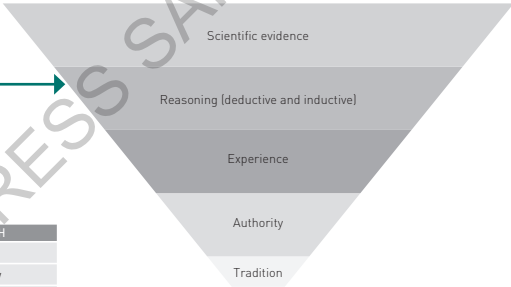 Scientific evidence
Reasoning (deductive and inductive)
Experience
Authority
Tradition
H